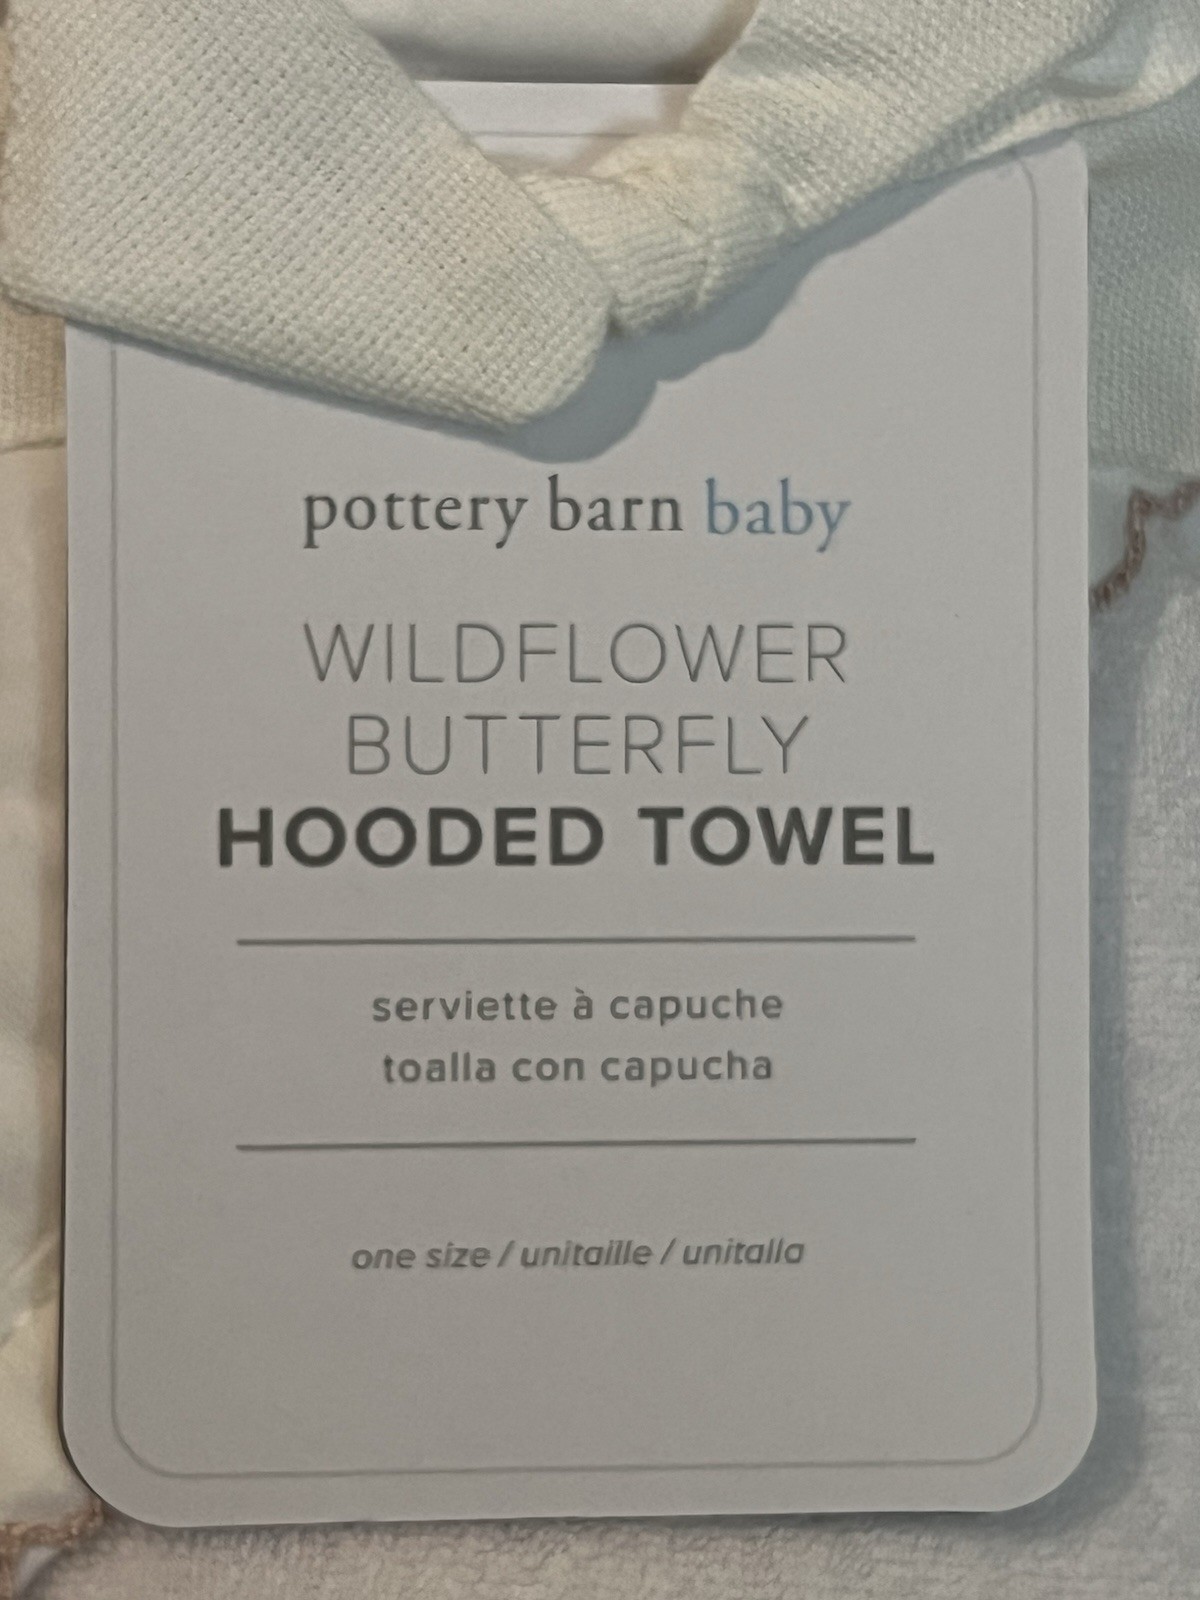 pottery barn baby
WILDFLOWER
BUTTERFLY
HOODED TOWEL
serviette à capuche
toalla con capucha
one size / unitaille / unitalla